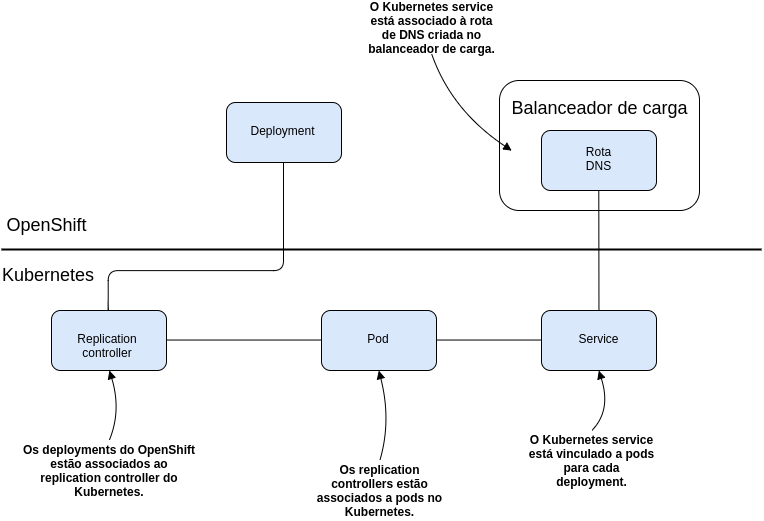 O Kubernetes service
está associado à rota
de DNS criada no
balanceador de carga.
Balanceador de carga
Deployment
Rota
DNS
OpenShift
Kubernetes
Replication
controller
Pod
Service
Os deployments do OpenShift
estão associados ao
replication controller do
Kubernetes.
Os replication
controllers estão
associados a pods no
Kubernetes.
O Kubernetes service
está vinculado a pods
para cada
deployment.